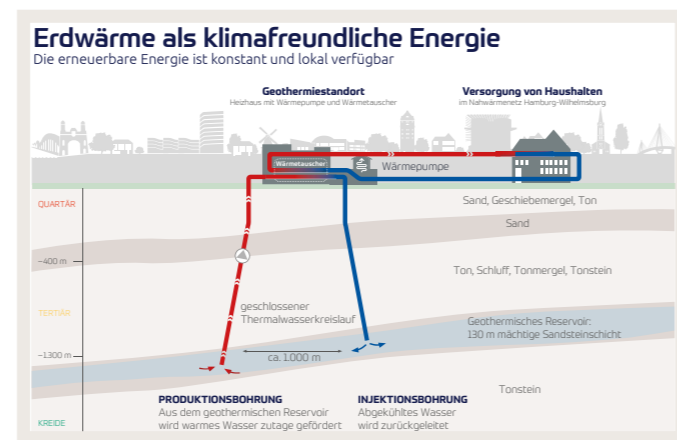 Erdwärme als klimafreundliche Energie
Die erneuerbare Energie ist konstant und lokal verfügbar
Geothermiestandort
Heizhaus mit Wärmepumpe und Wärmetauscher
Versorgung von Haushalten
im Nahwärmenetz Hamburg-Wilhelmsburg
Wärmetauscher
Wärmepumpe
QUARTÄR
Sand, Geschiebemergel, Ton
Sand
–400 m
Ton, Schluff, Tonmergel, Tonstein
TERTIÄR
geschlossener
Thermalwasserkreislauf
Geothermisches Reservoir:
130 m mächtige Sandsteinschicht
–1300 m
ca. 1.000 m
Tonstein
PRODUKTIONSBOHRUNG
Aus dem geothermischen Reservoir
wird warmes Wasser zutage gefördert
INJEKTIONSBOHRUNG
Abgekühltes Wasser
wird zurückgeleitet
KREIDE